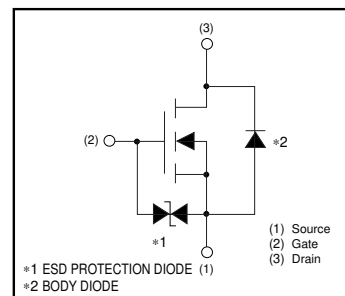 (3)
(2)
*2
*1
(1) Source
(2) Gate
(3) Drain
*1 ESD PROTECTION DIODE (1)
*2 BODY DIODE